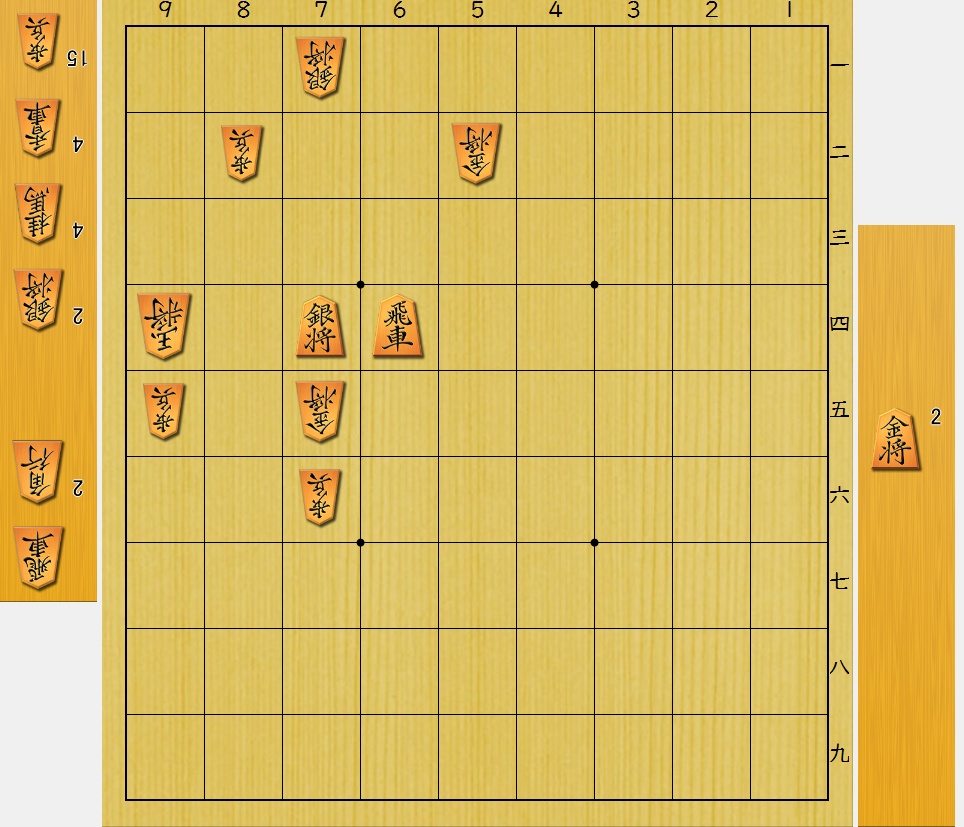 9 8 7 6 5 4 3 2 1
一
二
三
四
五
六
七
八
九
歩兵 15
香車 4
桂馬 4
銀将 2
角行 2
飛車
銀将
歩兵 金将
玉将 銀将 飛車
歩兵 金将
歩兵
金将 2